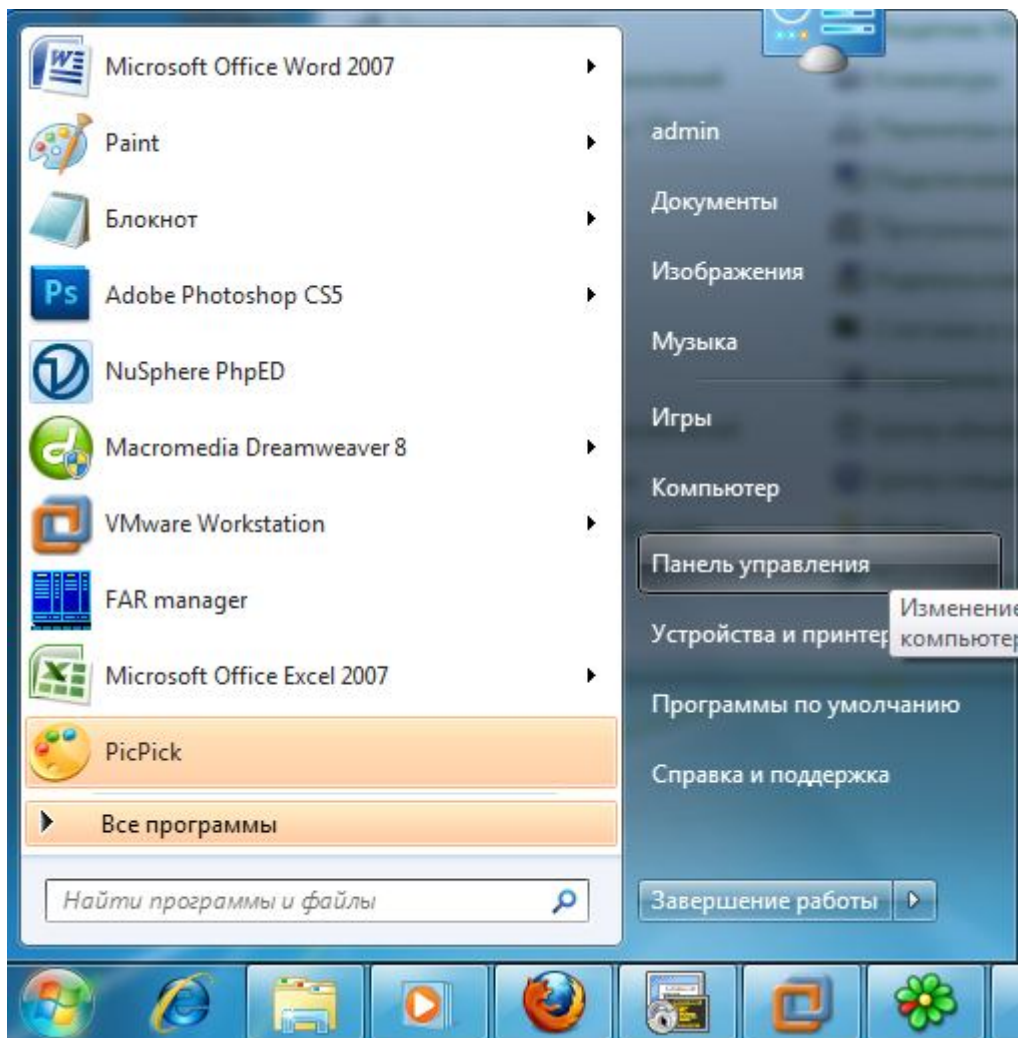 Microsoft Office Word 2007
Paint
Блокнот
Ps Adobe Photoshop CS5
NuSphere PhpED
Macromedia Dreamweaver 8
VMware Workstation
FAR manager
Microsoft Office Excel 2007
PicPick
Все программы
Найти программы и файлы
admin
Документы
Изображения
Музыка
Игры
Компьютер
Панель управления
Изменение
Устройства и принтер
компьютер
Программы по умолчанию
Справка и поддержка
Завершение работы